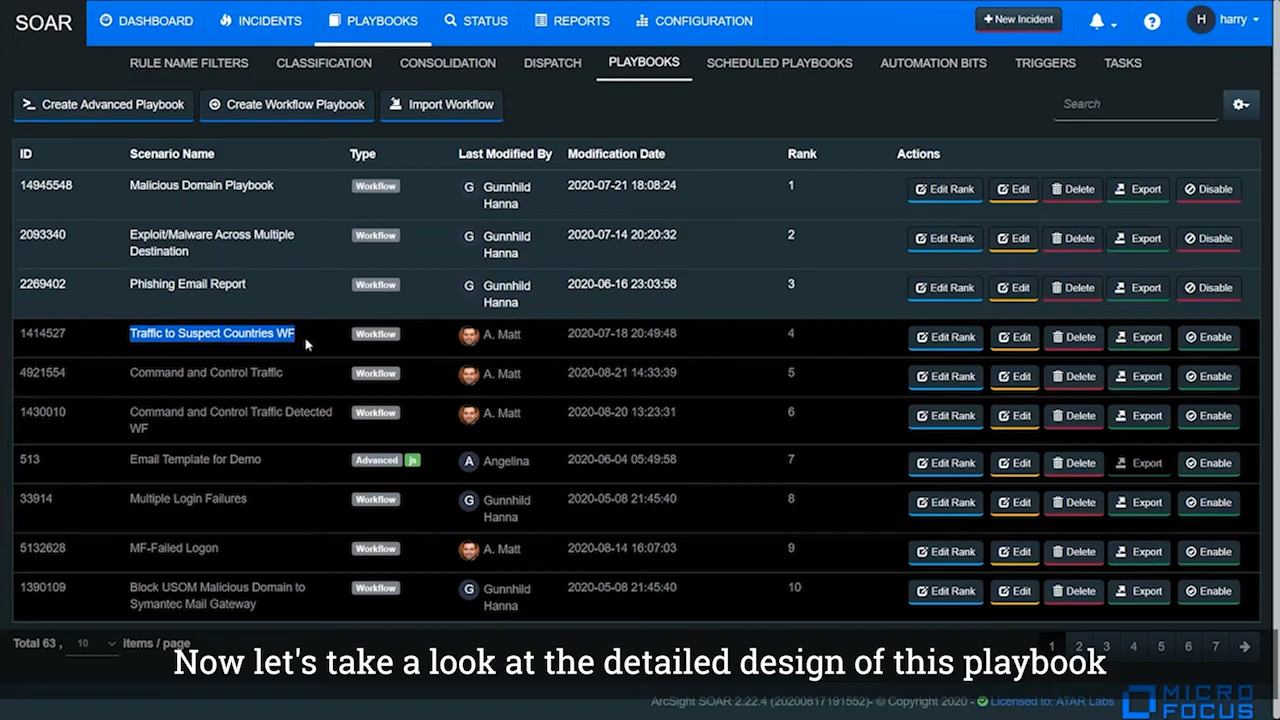 SOAR DASHBOARD INCIDENTS PLAYBOOKS STATUS REPORTS CONFIGURATION + New Incident ? H harry
RULE NAME FILTERS CLASSIFICATION CONSOLIDATION DISPATCH PLAYBOOKS SCHEDULED PLAYBOOKS AUTOMATION BITS TRIGGERS TASKS
Create Advanced Playbook Create Workflow Playbook Import Workflow Search
ID Scenario Name Type Last Modified By Modification Date Rank Actions
14945548 Malicious Domain Playbook Workflow G Gunnhild 2020-07-21 18:08:24 1 Edit Rank Edit Delete Export Disable
Hanna
2093340 Exploit/Malware Across Multiple Workflow G Gunnhild 2020-07-14 20:20:32 2 Edit Rank Edit Delete Export Disable
Destination Hanna
2269402 Phishing Email Report Workflow G Gunnhild 2020-06-16 23:03:58 3 Edit Rank Edit Delete Export Disable
Hanna
1414527 Traffic to Suspect Countries WF Workflow A. Matt 2020-07-18 20:49:48 4 Edit Rank Edit Delete Export Enable
4921554 Command and Control Traffic Workflow A. Matt 2020-08-21 14:33:39 5 Edit Rank Edit Delete Export Enable
1430010 Command and Control Traffic Detected Workflow A. Matt 2020-08-20 13:23:31 6 Edit Rank Edit Delete Export Enable
WF
513 Email Template for Demo Advanced js A Angelina 2020-06-04 05:49:58 7 Edit Rank Edit Delete Export Enable
33914 Multiple Login Failures Workflow G Gunnhild 2020-05-08 21:45:40 8 Edit Rank Edit Delete Export Enable
Hanna
5132628 MF-Failed Logon Workflow A. Matt 2020-08-14 16:07:03 9 Edit Rank Edit Delete Export Enable
1390109 Block USOM Malicious Domain to Workflow G Gunnhild 2020-05-08 21:45:40 10 Edit Rank Edit Delete Export Enable
Symantec Mail Gateway Hanna
Total 63 , 10 items / page 1 2 3 4 5 6 7
Now let's take a look at the detailed design of this playbook
ArcSight SOAR 2.22.4 (20200817191552)- © Copyright 2020 - Licensed to: ATAR Labs
MICRO
FOCUS